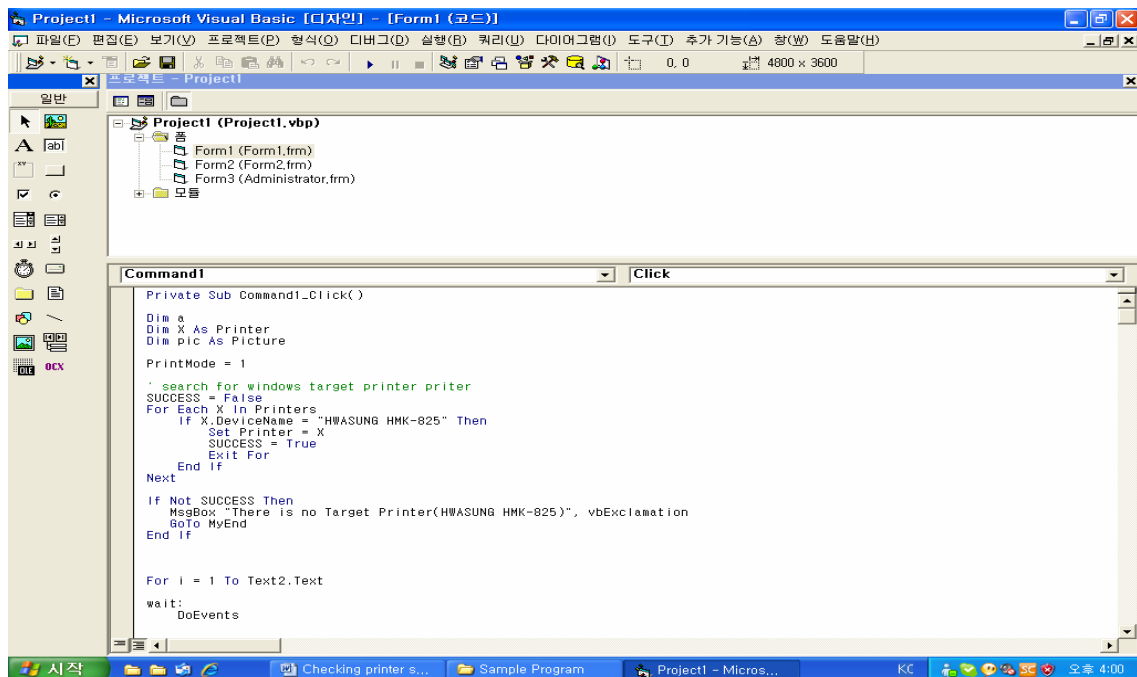 Project1 - Microsoft Visual Basic [디자인] - [Form1 (코드)]
파일(F) 편집(E) 보기(V) 프로젝트(P) 형식(O) 디버그(D) 실행(R) 쿼리(U) 다이어그램(I) 도구(T) 추가 기능(A) 창(W) 도움말(H)
0, 0 4800 x 3600
프로젝트 - Project1
일반
Project1 (Project1.vbp)
폼
Form1 (Form1.frm)
Form2 (Form2.frm)
Form3 (Administrator.frm)
모듈
A abl
XY
OLE OCX
Command1 Click
Private Sub Command1_Click()
Dim a
Dim X As Printer
Dim pic As Picture
PrintMode = 1
' search for windows target printer priter
SUCCESS = False
For Each X In Printers
If X.DeviceName = "HWASUNG HMK-825" Then
Set Printer = X
SUCCESS = True
Exit For
End If
Next
If Not SUCCESS Then
MsgBox "There is no Target Printer(HWASUNG HMK-825)", vbExclamation
GoTo MyEnd
End If
For i = 1 To Text2.Text
wait:
DoEvents
시작 Checking printer s... Sample Program Project1 - Micros... KC SC 오후 4:00